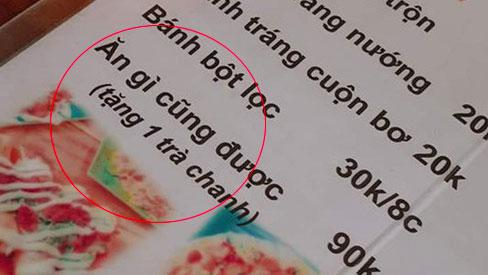 trộn
nướng 20
tráng cuộn bơ 20k
Bánh bột lọc 30k/8c
Ăn gì cũng được 90k
(tăng 1 trà chanh)